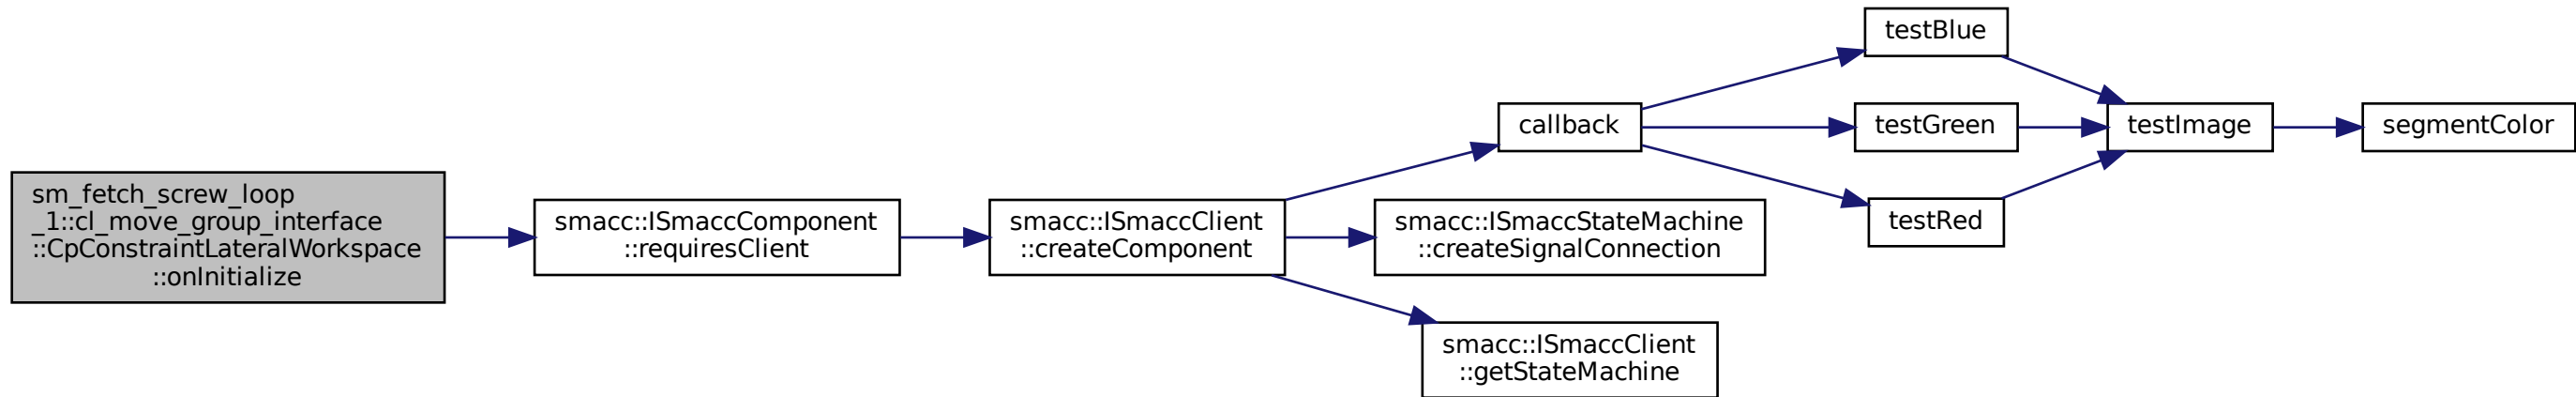 sm_fetch_screw_loop
_1::cl_move_group_interface
::CpConstraintLateralWorkspace
::onInitialize
smacc::ISmaccComponent
::requiresClient
smacc::ISmaccClient
::createComponent
callback
smacc::ISmaccStateMachine
::createSignalConnection
smacc::ISmaccClient
::getStateMachine
testBlue
testGreen
testRed
testImage
segmentColor